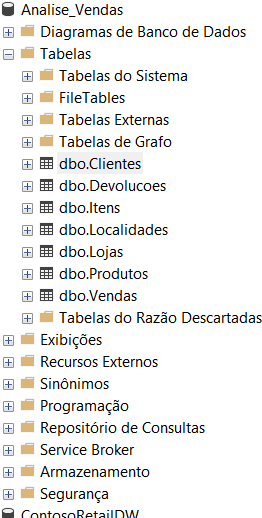 Analise_Vendas
Diagramas de Banco de Dados
Tabelas
Tabelas do Sistema
FileTables
Tabelas Externas
Tabelas de Grafo
dbo.Clientes
dbo.Devolucoes
dbo.Itens
dbo.Localidades
dbo.Lojas
dbo.Produtos
dbo.Vendas
Tabelas do Razão Descartadas
Exibições
Recursos Externos
Sinônimos
Programação
Repositório de Consultas
Service Broker
Armazenamento
Segurança
ContosoRetailDW